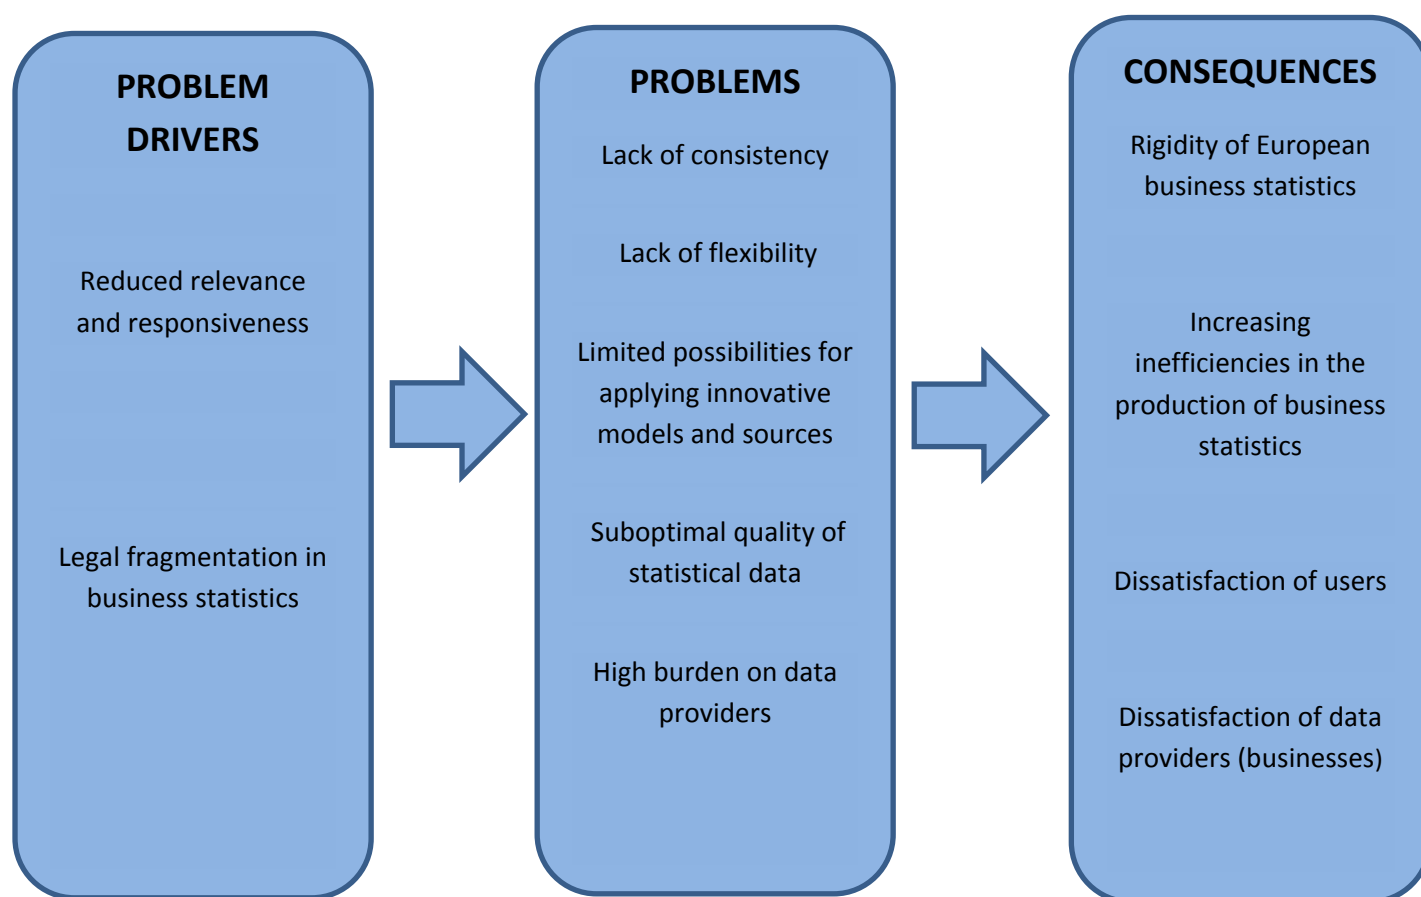 PROBLEM
DRIVERS
Reduced relevance
and responsiveness
Legal fragmentation in
business statistics
PROBLEMS
Lack of consistency
Lack of flexibility
Limited possibilities for
applying innovative
models and sources
Suboptimal quality of
statistical data
High burden on data
providers
CONSEQUENCES
Rigidity of European
business statistics
Increasing
inefficiencies in the
production of business
statistics
Dissatisfaction of users
Dissatisfaction of data
providers (businesses)